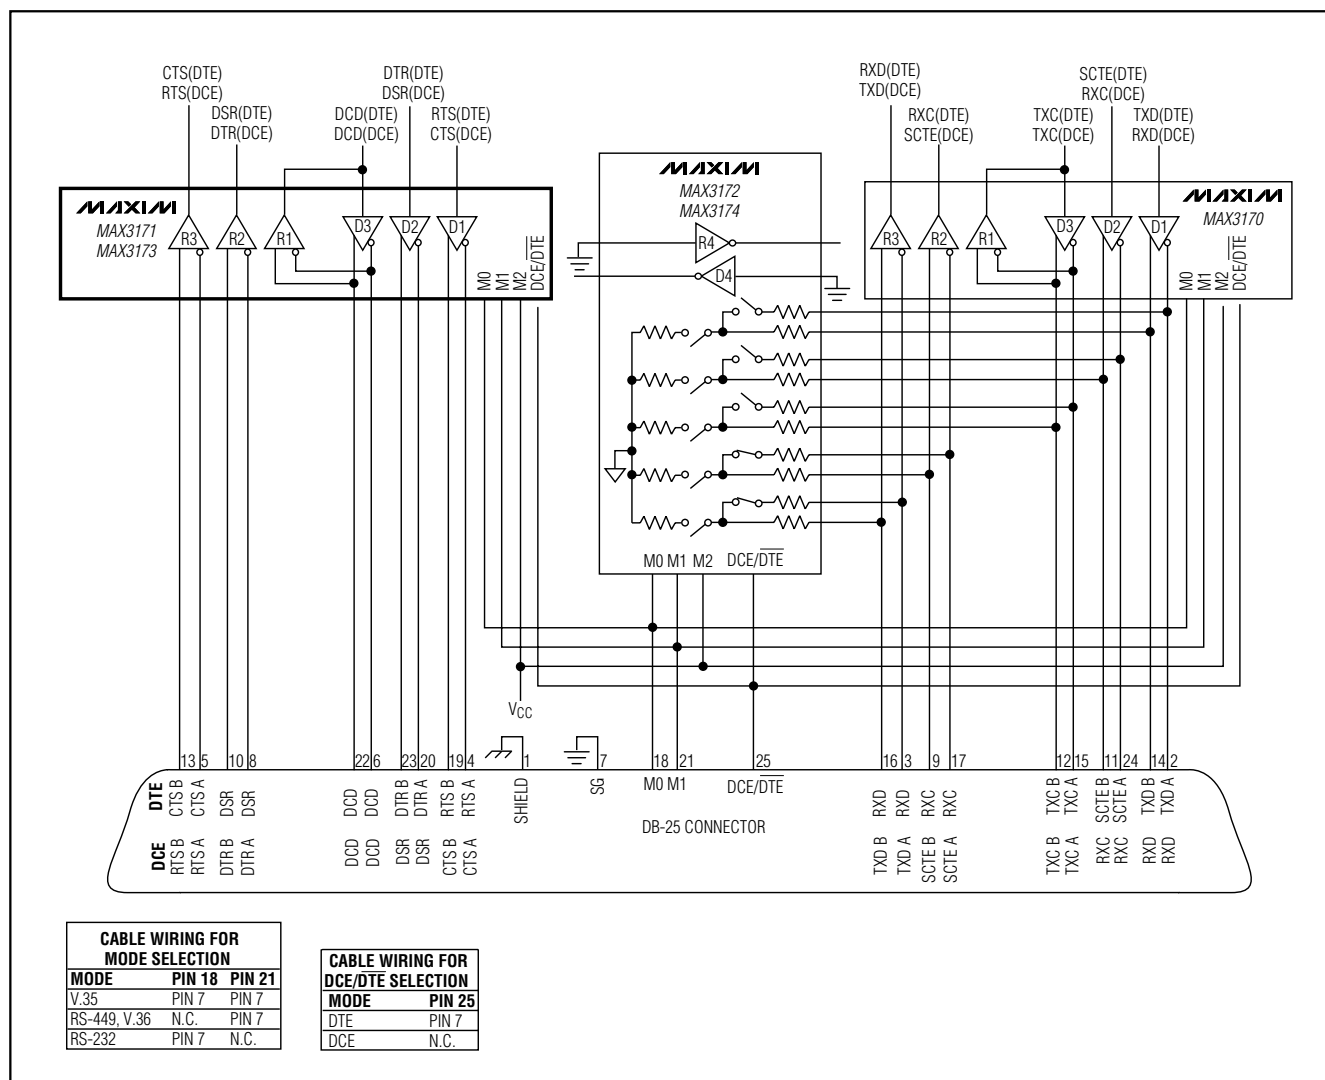 CTS(DTE)
RTS(DCE)
DSR(DTE)
DTR(DCE)
DCD(DTE)
DCD(DCE)
DTR(DTE)
DSR(DCE)
RTS(DTE)
CTS(DCE)
RXD(DTE)
TXD(DCE)
RXC(DTE)
SCTE(DCE)
TXC(DTE)
TXC(DCE)
SCTE(DTE)
RXC(DCE)
TXD(DTE)
RXD(DCE)
MAXIM
MAX3171
MAX3173
R3
R2
R1
D3
D2
D1
M0
M1
M2
DCE/DTE
MAXIM
MAX3172
MAX3174
R4
D4
M0 M1 M2 DCE/DTE
MAXIM
MAX3170
R3
R2
R1
D3
D2
D1
M0
M1
M2
DCE/DTE
VCC
13 5 10 8 22 6 23 20 19 4 1 7 18 21 25 16 3 9 17 12 15 11 24 14 2
DTE
CTS B
CTS A
DSR
DSR
DCD
DCD
DTR B
DTR A
RTS B
RTS A
SHIELD
SG
M0 M1
DCE/DTE
RXD
RXD
RXC
RXC
TXC B
TXC A
SCTE B
SCTE A
TXD B
TXD A
DB-25 CONNECTOR
DCE
RTS B
RTS A
DTR B
DTR A
DCD
DCD
DSR
DSR
CTS B
CTS A
TXD B
TXD A
SCTE B
SCTE A
TXC B
TXC A
RXC
RXC
RXD
RXD
CABLE WIRING FOR
MODE SELECTION
MODE PIN 18 PIN 21
V.35 PIN 7 PIN 7
RS-449, V.36 N.C. PIN 7
RS-232 PIN 7 N.C.
CABLE WIRING FOR
DCE/DTE SELECTION
MODE PIN 25
DTE PIN 7
DCE N.C.